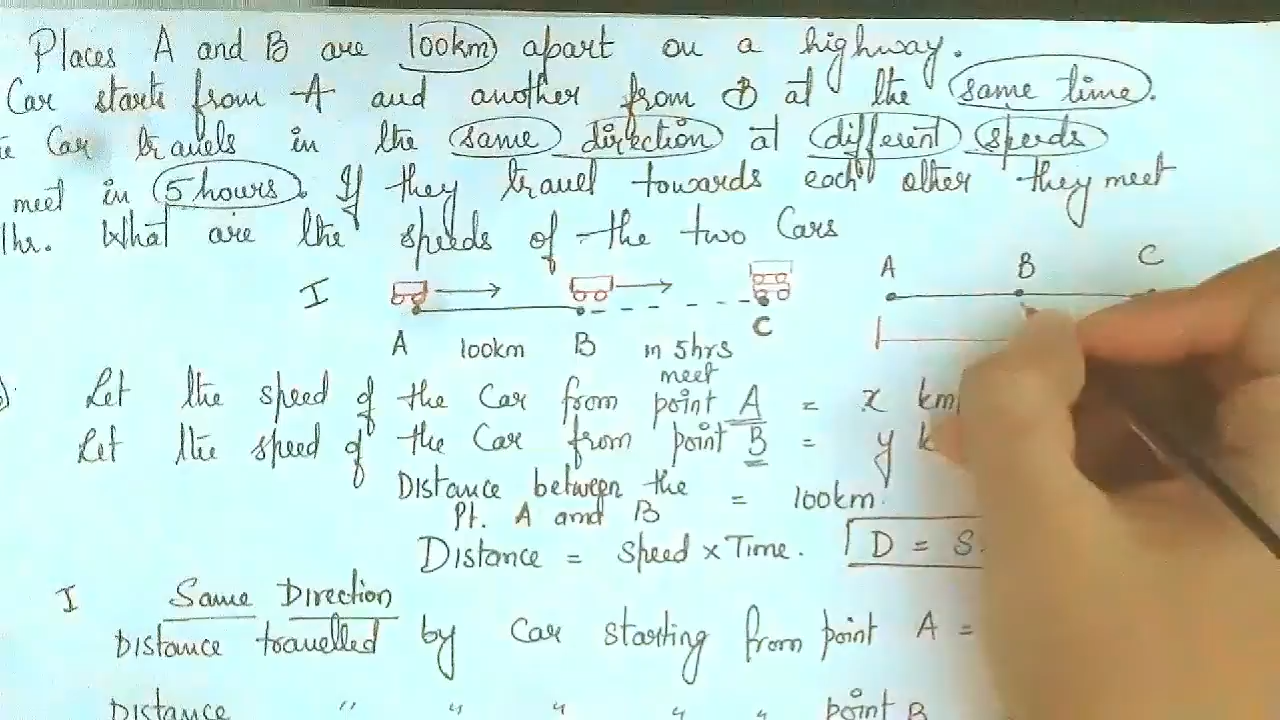 Places A and B are 100km apart on a highway.
Car starts from A and another from B at the same time.
Car travels in the same direction at different speeds
meet in 5 hours. If they travel towards each other they meet
1hr. What are the speeds of the two Cars
I
A 100km B in 5hrs meet C
A B C
Let the speed of the Car from point A = x km
Let the speed of the Car from point B = y k
Distance between the Pt. A and B = 100km.
Distance = Speed × Time. D = S.
I Same Direction
Distance travelled by Car starting from point A =
Distance " " " " " point B